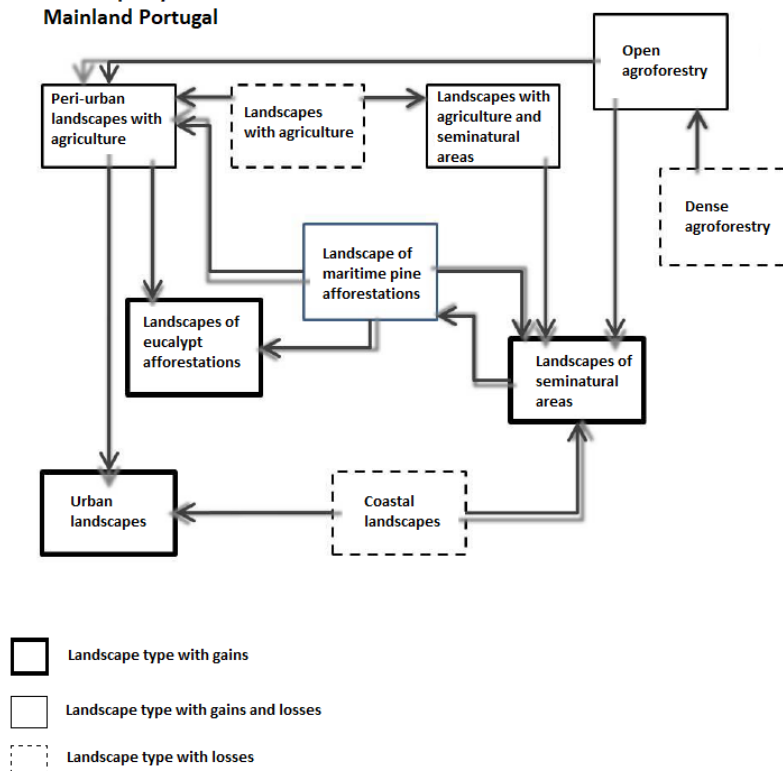 Mainland Portugal
Open
agroforestry
Peri-urban
landscapes with
agriculture
Landscapes
with agriculture
Landscapes with
agriculture and
seminatural
areas
Dense
agroforestry
Landscape of
maritime pine
afforestations
Landscapes of
eucalypt
afforestations
Landscapes of
seminatural
areas
Urban
landscapes
Coastal
landscapes
Landscape type with gains
Landscape type with gains and losses
Landscape type with losses